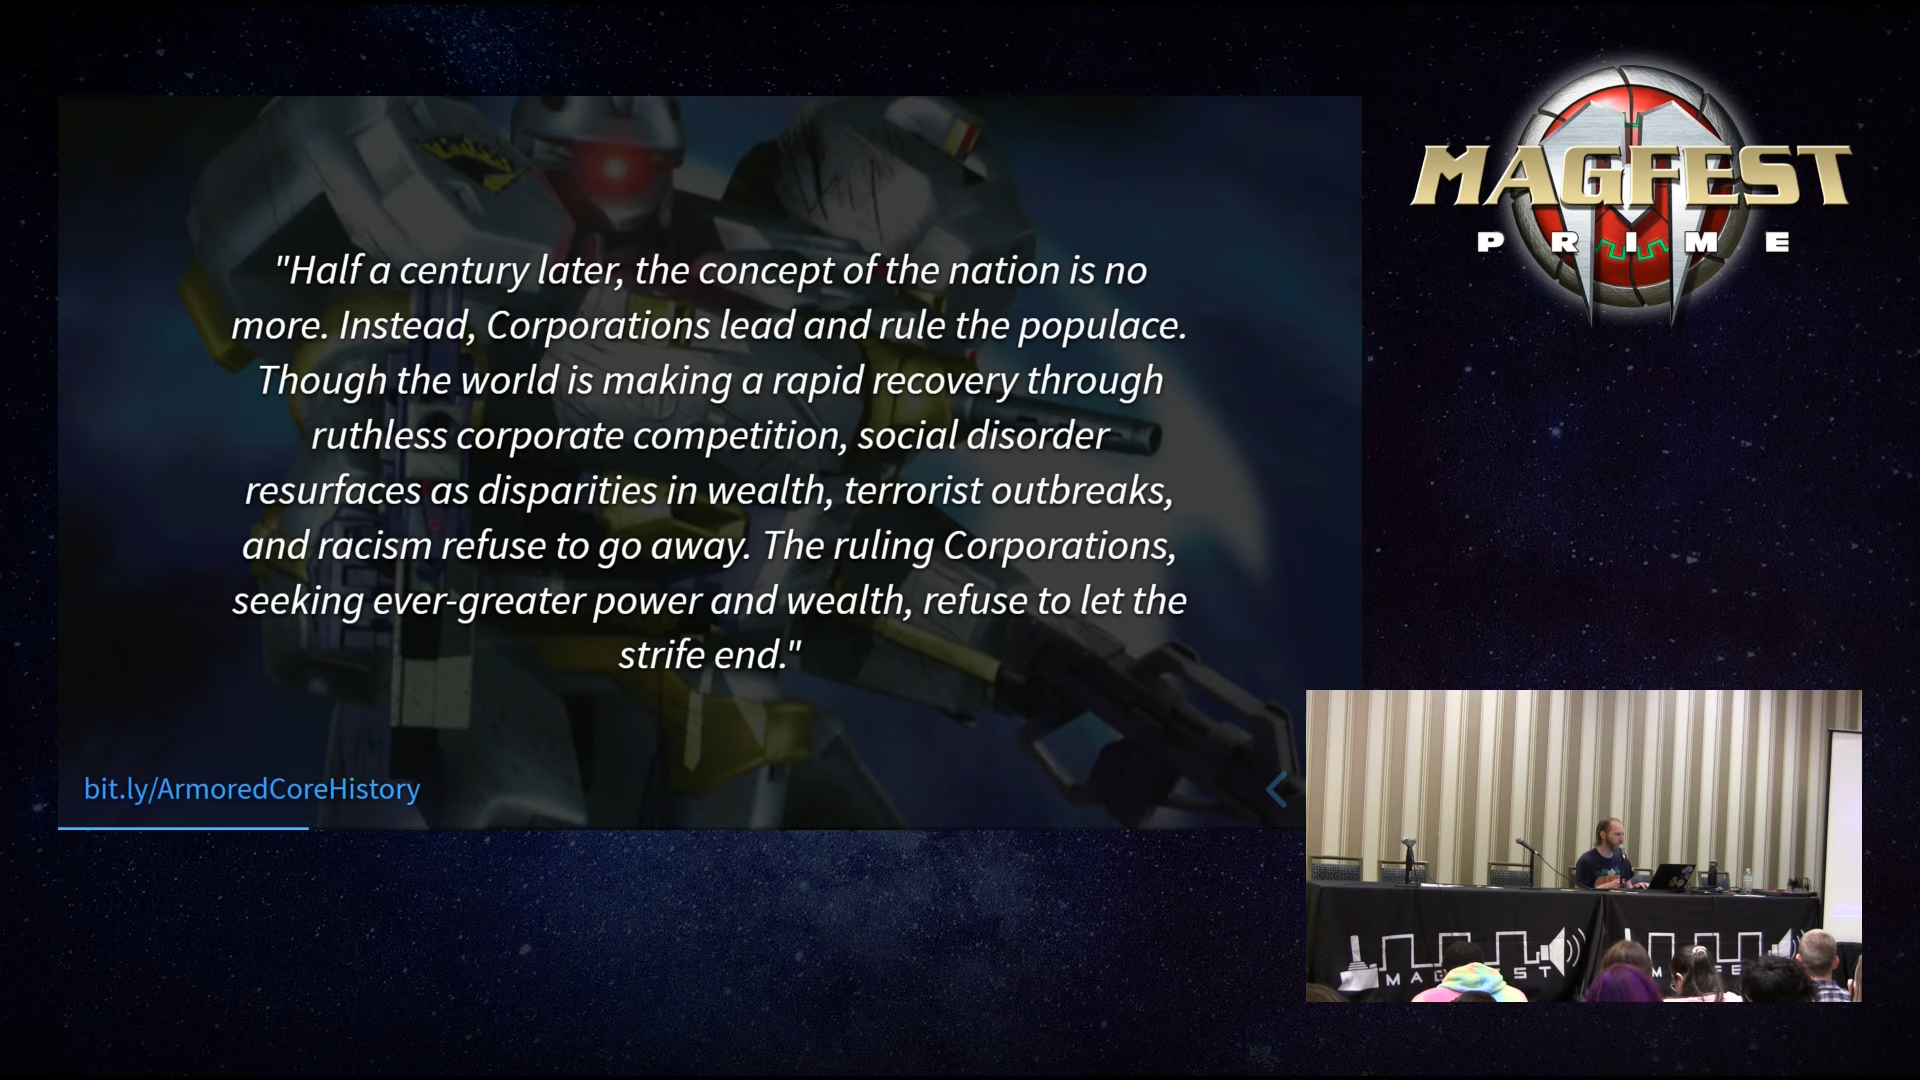 "Half a century later, the concept of the nation is no
more. Instead, Corporations lead and rule the populace.
Though the world is making a rapid recovery through
ruthless corporate competition, social disorder
resurfaces as disparities in wealth, terrorist outbreaks,
and racism refuse to go away. The ruling Corporations,
seeking ever-greater power and wealth, refuse to let the
strife end."
bit.ly/ArmoredCoreHistory
MAGFEST
PRIME